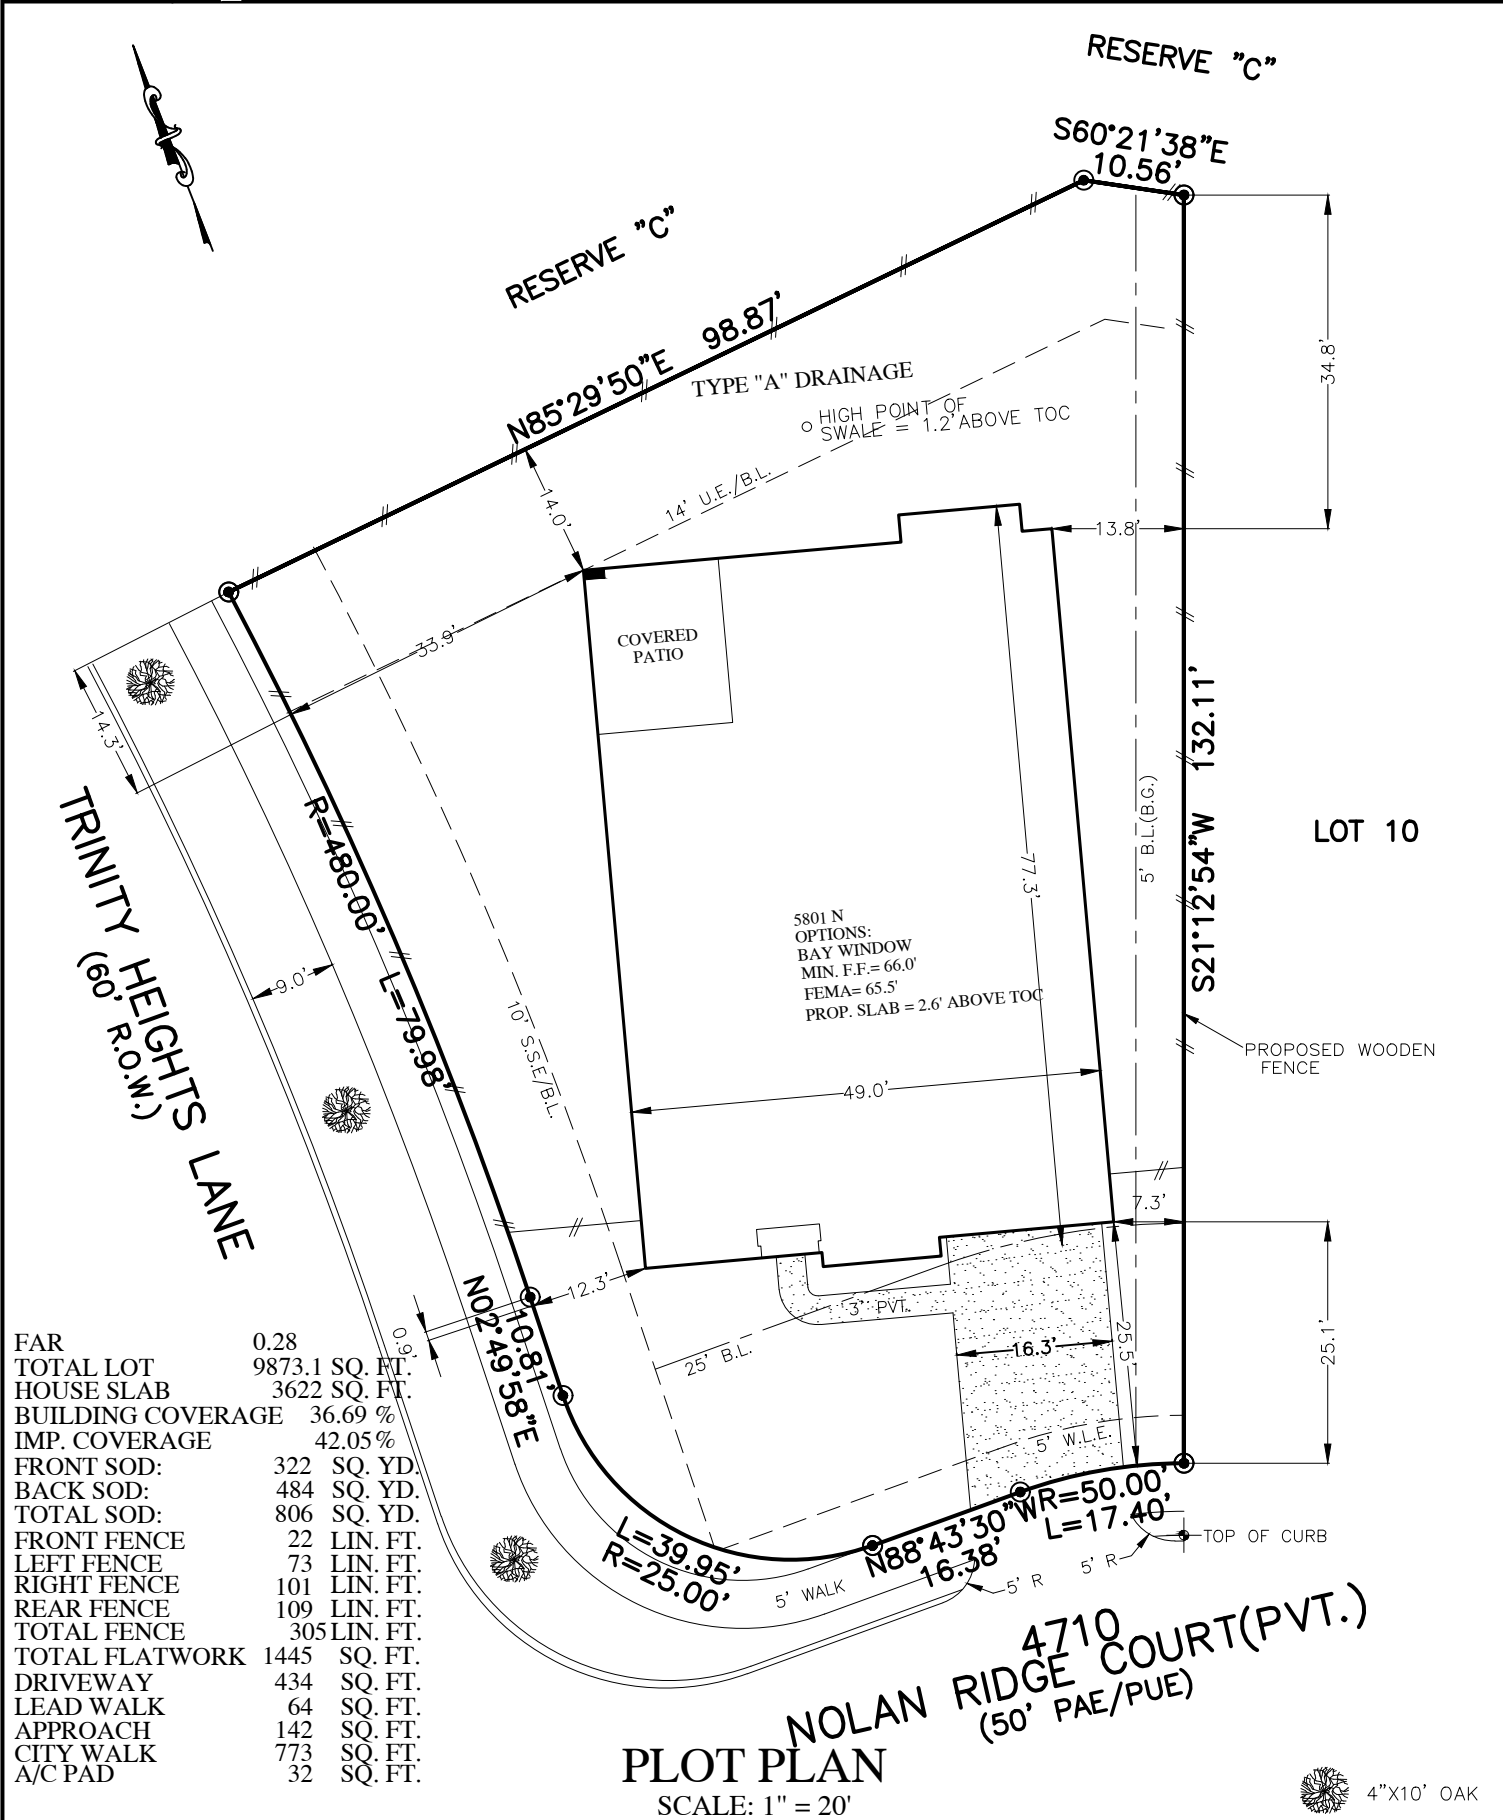 RESERVE "C"
S60°21'38"E
10.56'
RESERVE "C"
N85°29'50"E 98.87'
TYPE "A" DRAINAGE
HIGH POINT OF
SWALE = 1.2' ABOVE TOC
14' U.E./B.L.
14.0'
13.8'
34.8'
33.9'
COVERED
PATIO
14.3'
TRINITY HEIGHTS LANE
(60' R.O.W.)
R=480.00' L=79.98'
9.0'
10' S.S.E/B.L.
77.3'
5' B.L.(B.G.)
S21°12'54"W 132.11'
LOT 10
5801 N
OPTIONS:
BAY WINDOW
MIN. F.F.= 66.0'
FEMA= 65.5'
PROP. SLAB = 2.6' ABOVE TOC
PROPOSED WOODEN
FENCE
49.0'
7.3'
12.3'
10.81'
N02°49'58"E
0.9'
3' PVT.
25' B.L.
16.3'
25.5'
25.1'
5' W.L.E.
L=39.95'
R=25.00'
N88°43'30"W
16.38'
R=50.00'
L=17.40'
TOP OF CURB
5' WALK
5' R
5' R
4710
NOLAN RIDGE COURT(PVT.)
(50' PAE/PUE)
FAR 0.28
TOTAL LOT 9873.1 SQ. FT.
HOUSE SLAB 3622 SQ. FT.
BUILDING COVERAGE 36.69 %
IMP. COVERAGE 42.05%
FRONT SOD: 322 SQ. YD.
BACK SOD: 484 SQ. YD.
TOTAL SOD: 806 SQ. YD.
FRONT FENCE 22 LIN. FT.
LEFT FENCE 73 LIN. FT.
RIGHT FENCE 101 LIN. FT.
REAR FENCE 109 LIN. FT.
TOTAL FENCE 305 LIN. FT.
TOTAL FLATWORK 1445 SQ. FT.
DRIVEWAY 434 SQ. FT.
LEAD WALK 64 SQ. FT.
APPROACH 142 SQ. FT.
CITY WALK 773 SQ. FT.
A/C PAD 32 SQ. FT.
PLOT PLAN
SCALE: 1" = 20'
4"X10' OAK